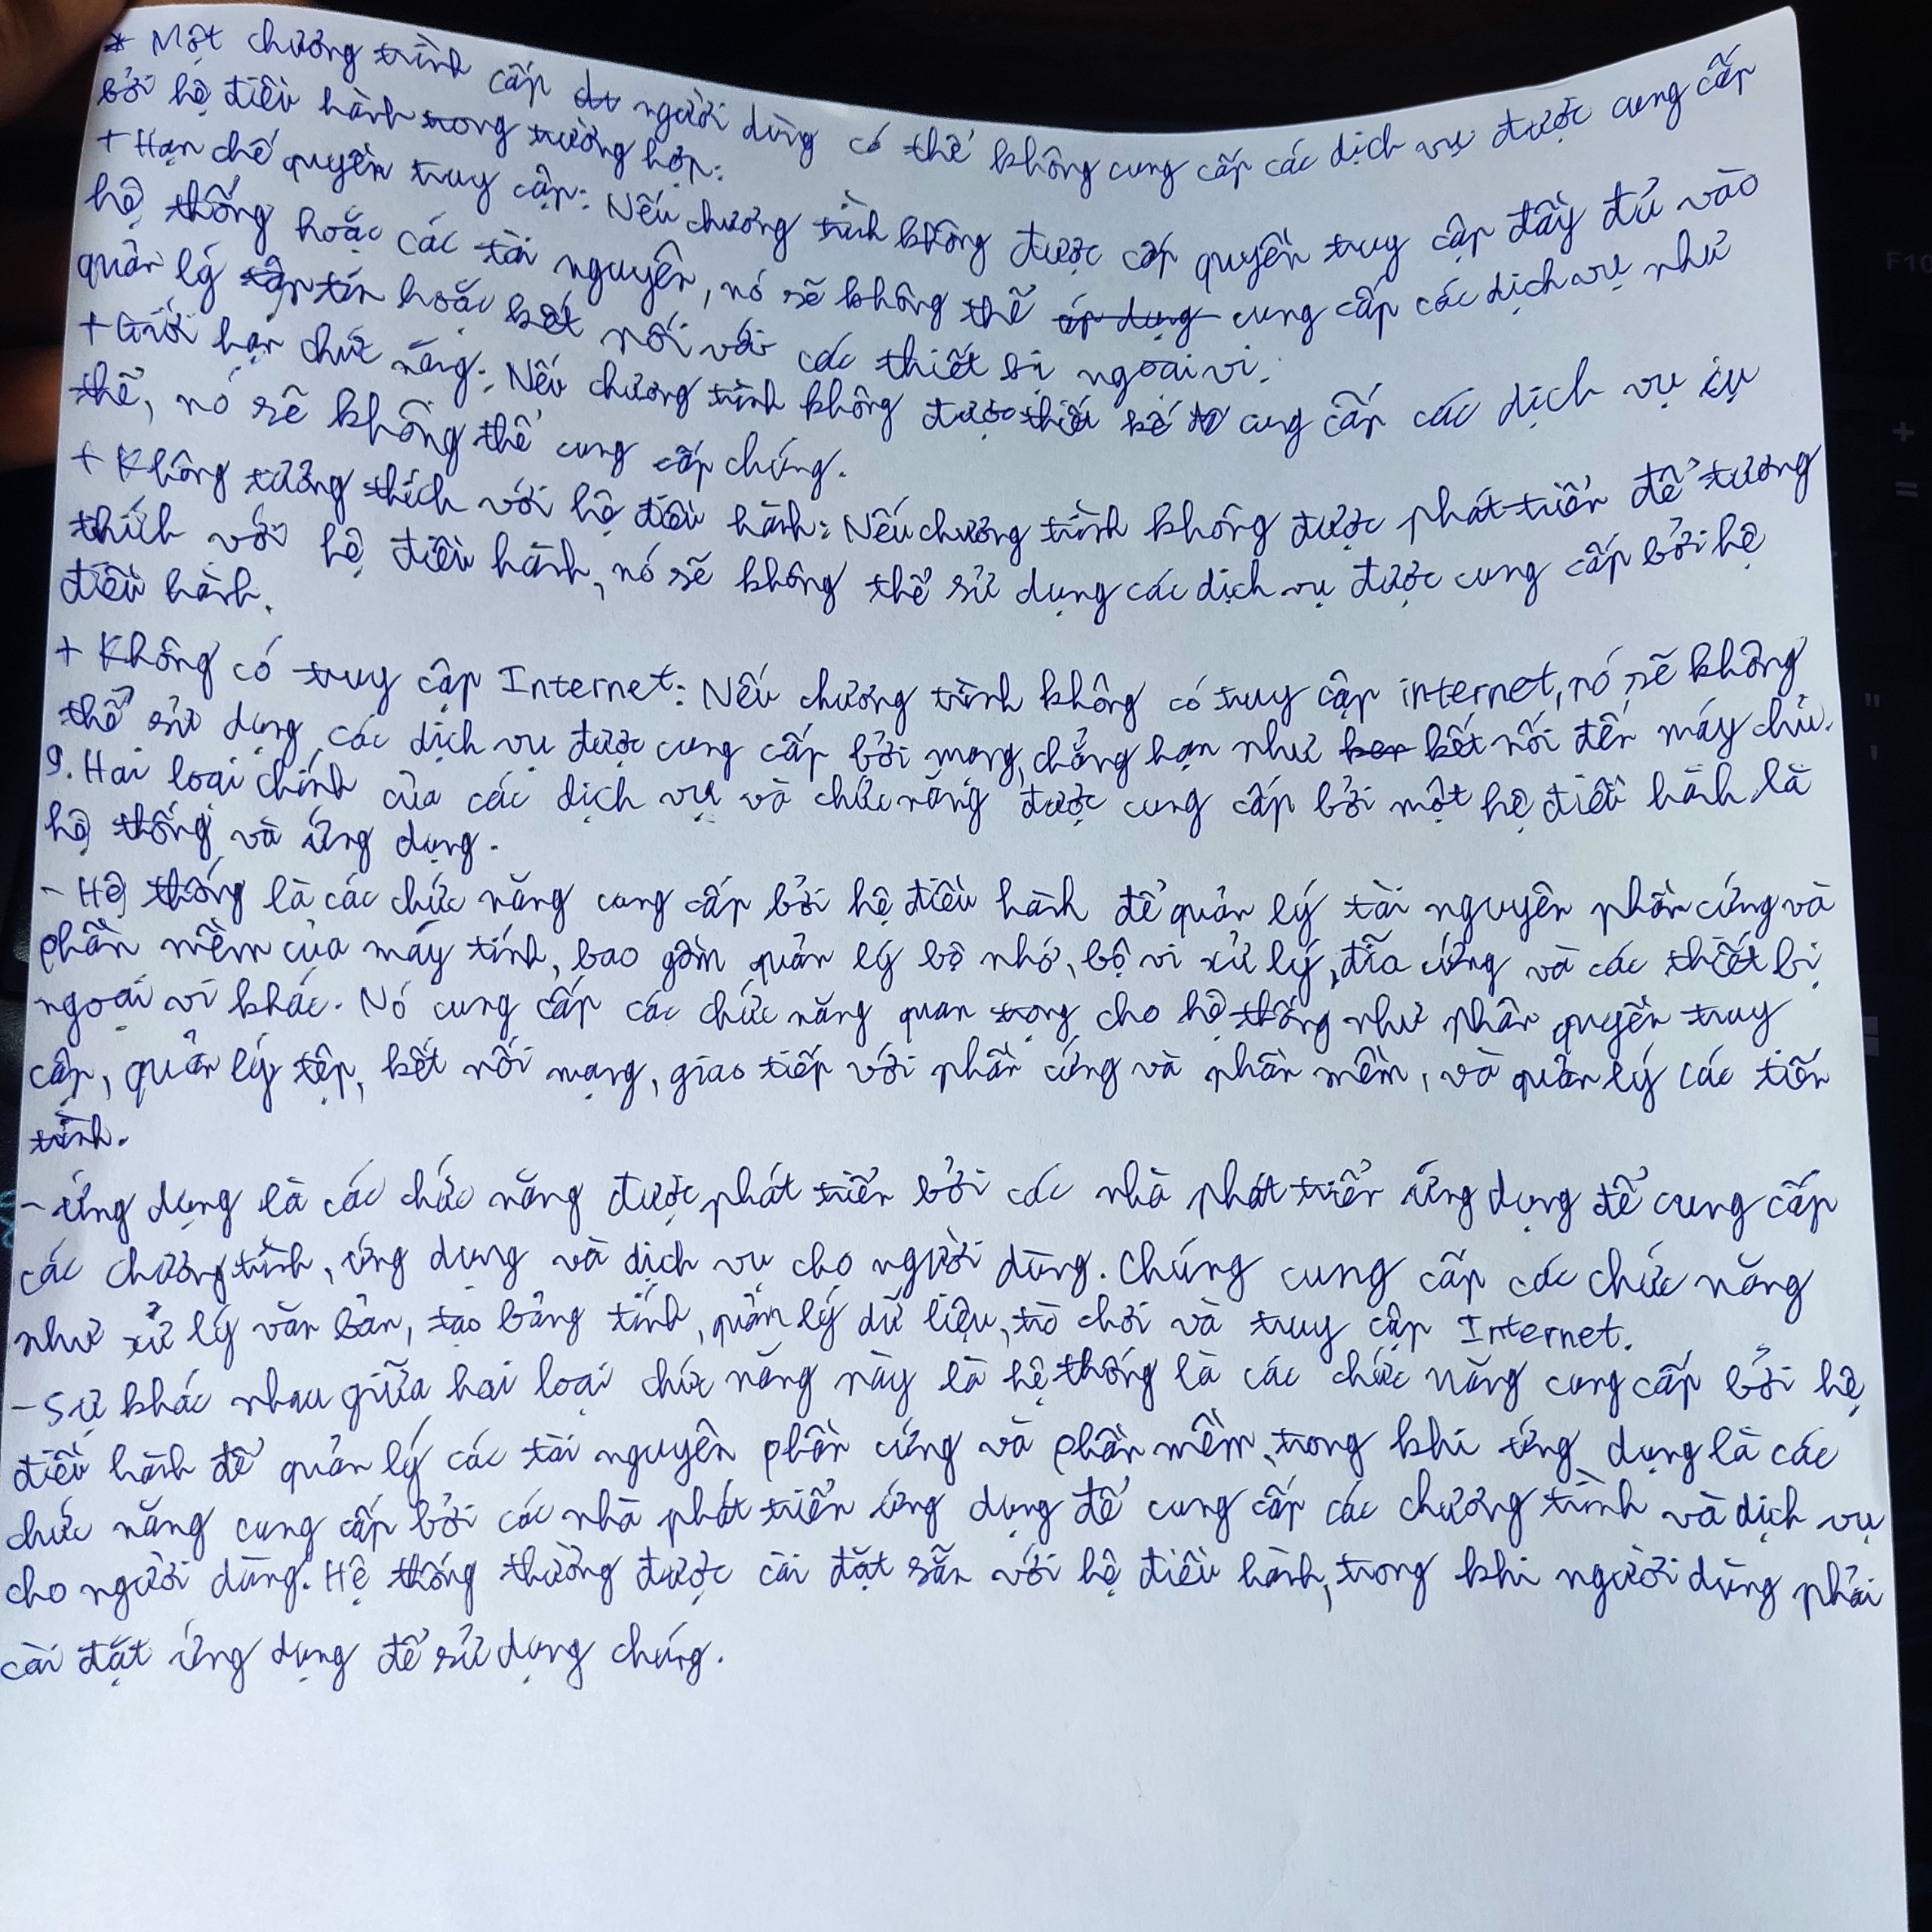 * Một chương trình cấp người dùng có thể không cung cấp các dịch vụ được cung cấp
bởi hệ điều hành trong trường hợp:
+ Hạn chế quyền truy cập: Nếu chương trình không được cấp quyền truy cập đầy đủ vào
hệ thống hoặc các tài nguyên, nó sẽ không thể áp dụng cung cấp các dịch vụ như
quản lý tập tin hoặc kết nối với các thiết bị ngoại vi.
+ Giới hạn chức năng: Nếu chương trình không được thiết kế để cung cấp các dịch vụ cụ
thể, nó sẽ không thể cung cấp chúng.
+ Không tương thích với hệ điều hành: Nếu chương trình không được phát triển để tương
thích với hệ điều hành, nó sẽ không thể sử dụng các dịch vụ được cung cấp bởi hệ
điều hành.
+ Không có truy cập Internet: Nếu chương trình không có truy cập internet, nó sẽ không
thể sử dụng các dịch vụ được cung cấp bởi mạng, chẳng hạn như kết nối đến máy chủ.
9. Hai loại chính của các dịch vụ và chức năng được cung cấp bởi một hệ điều hành là
hệ thống và ứng dụng.
- Hệ thống là các chức năng cung cấp bởi hệ điều hành để quản lý tài nguyên phần cứng và
phần mềm của máy tính, bao gồm quản lý bộ nhớ, bộ vi xử lý, đĩa cứng và các thiết bị
ngoại vi khác. Nó cung cấp các chức năng quan trọng cho hệ thống như phân quyền truy
cập, quản lý tệp, kết nối mạng, giao tiếp với phần cứng và phần mềm, và quản lý các tiến
trình.
- Ứng dụng là các chức năng được phát triển bởi các nhà phát triển ứng dụng để cung cấp
các chương trình, ứng dụng và dịch vụ cho người dùng. Chúng cung cấp các chức năng
như xử lý văn bản, tạo bảng tính, quản lý dữ liệu, trò chơi và truy cập Internet.
- Sự khác nhau giữa hai loại chức năng này là hệ thống là các chức năng cung cấp bởi hệ
điều hành để quản lý các tài nguyên phần cứng và phần mềm, trong khi ứng dụng là các
chức năng cung cấp bởi các nhà phát triển ứng dụng để cung cấp các chương trình và dịch vụ
cho người dùng. Hệ thống thường được cài đặt sẵn với hệ điều hành, trong khi người dùng phải
cài đặt ứng dụng để sử dụng chúng.
F10